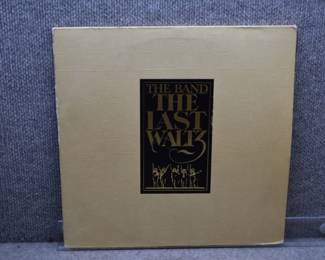 THE BAND
THE
LAST
WALTZ